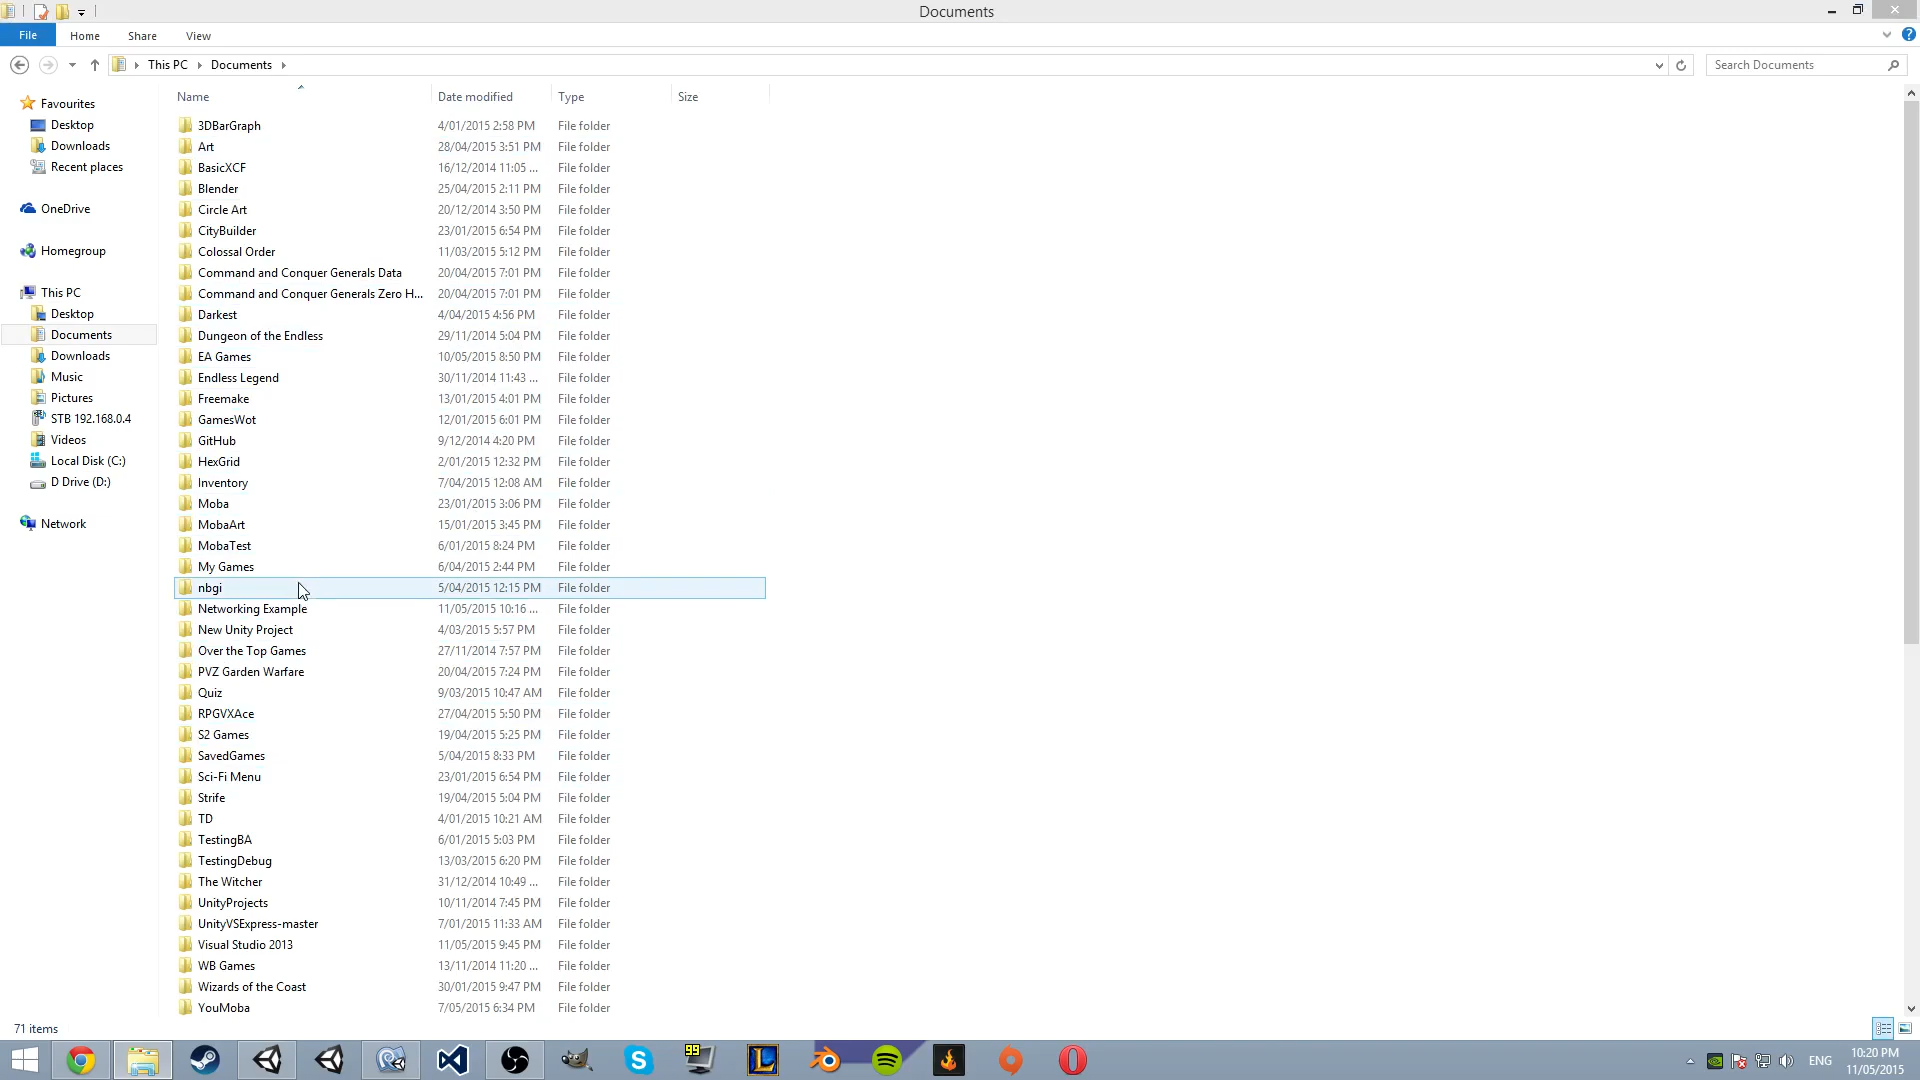 Documents
File Home Share View
This PC Documents Search Documents
Name Date modified Type Size
Favourites
Desktop
Downloads
Recent places
OneDrive
Homegroup
This PC
Desktop
Documents
Downloads
Music
Pictures
STB 192.168.0.4
Videos
Local Disk (C:)
D Drive (D:)
Network
3DBarGraph 4/01/2015 2:58 PM File folder
Art 28/04/2015 3:51 PM File folder
BasicXCF 16/12/2014 11:05 ... File folder
Blender 25/04/2015 2:11 PM File folder
Circle Art 20/12/2014 3:50 PM File folder
CityBuilder 23/01/2015 6:54 PM File folder
Colossal Order 11/03/2015 5:12 PM File folder
Command and Conquer Generals Data 20/04/2015 7:01 PM File folder
Command and Conquer Generals Zero H... 20/04/2015 7:01 PM File folder
Darkest 4/04/2015 4:56 PM File folder
Dungeon of the Endless 29/11/2014 5:04 PM File folder
EA Games 10/05/2015 8:50 PM File folder
Endless Legend 30/11/2014 11:43 ... File folder
Freemake 13/01/2015 4:01 PM File folder
GamesWot 12/01/2015 6:01 PM File folder
GitHub 9/12/2014 4:20 PM File folder
HexGrid 2/01/2015 12:32 PM File folder
Inventory 7/04/2015 12:08 AM File folder
Moba 23/01/2015 3:06 PM File folder
MobaArt 15/01/2015 3:45 PM File folder
MobaTest 6/01/2015 8:24 PM File folder
My Games 6/04/2015 2:44 PM File folder
nbgi 5/04/2015 12:15 PM File folder
Networking Example 11/05/2015 10:16 ... File folder
New Unity Project 4/03/2015 5:57 PM File folder
Over the Top Games 27/11/2014 7:57 PM File folder
PVZ Garden Warfare 20/04/2015 7:24 PM File folder
Quiz 9/03/2015 10:47 AM File folder
RPGVXAce 27/04/2015 5:50 PM File folder
S2 Games 19/04/2015 5:25 PM File folder
SavedGames 5/04/2015 8:33 PM File folder
Sci-Fi Menu 23/01/2015 6:54 PM File folder
Strife 19/04/2015 5:04 PM File folder
TD 4/01/2015 10:21 AM File folder
TestingBA 6/01/2015 5:03 PM File folder
TestingDebug 13/03/2015 6:20 PM File folder
The Witcher 31/12/2014 10:49 ... File folder
UnityProjects 10/11/2014 7:45 PM File folder
UnityVSExpress-master 7/01/2015 11:33 AM File folder
Visual Studio 2013 11/05/2015 9:45 PM File folder
WB Games 13/11/2014 11:20 ... File folder
Wizards of the Coast 30/01/2015 9:47 PM File folder
YouMoba 7/05/2015 6:34 PM File folder
71 items
99
ENG
10:20 PM
11/05/2015